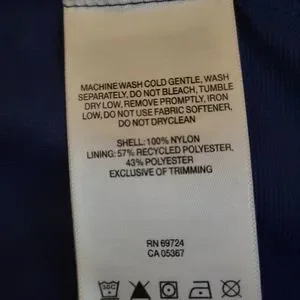 MACHINE WASH COLD GENTLE, WASH
SEPARATELY, DO NOT BLEACH, TUMBLE
DRY LOW, REMOVE PROMPTLY, IRON
LOW, DO NOT USE FABRIC SOFTENER,
DO NOT DRYCLEAN
SHELL: 100% NYLON
LINING: 57% RECYCLED POLYESTER,
43% POLYESTER
EXCLUSIVE OF TRIMMING
RN 69724
CA 05367
30C